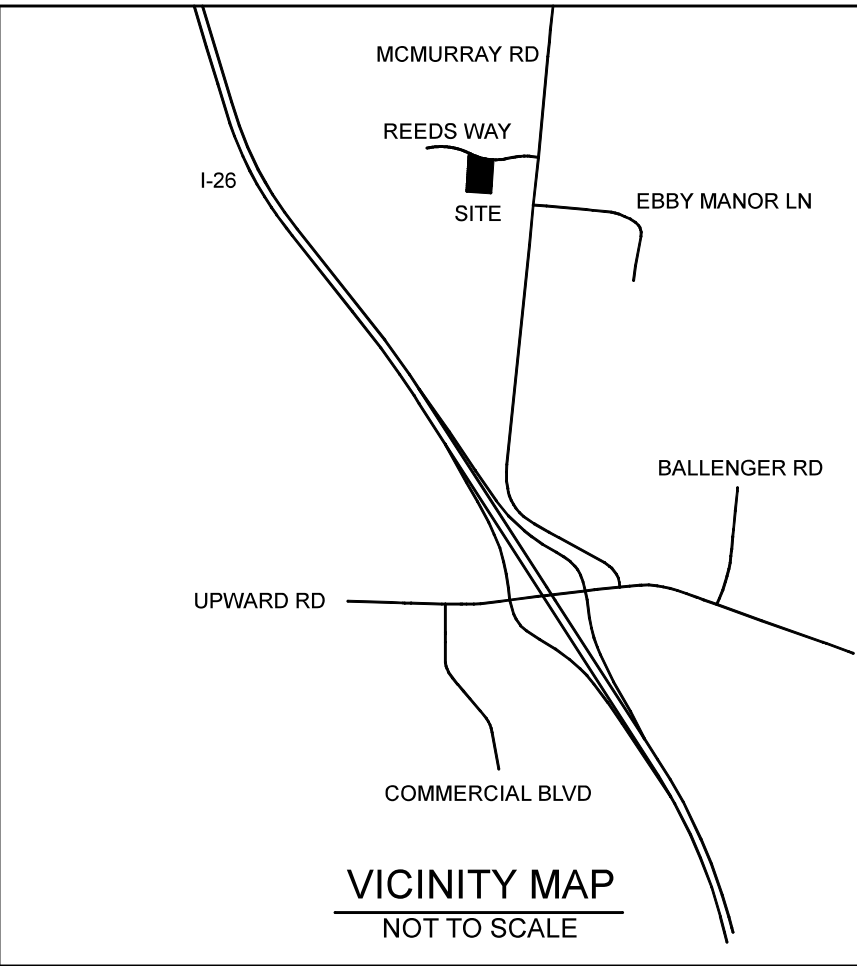 MCMURRAY RD
REEDS WAY
I-26
EBBY MANOR LN
SITE
BALLENGER RD
UPWARD RD
COMMERCIAL BLVD
VICINITY MAP
NOT TO SCALE